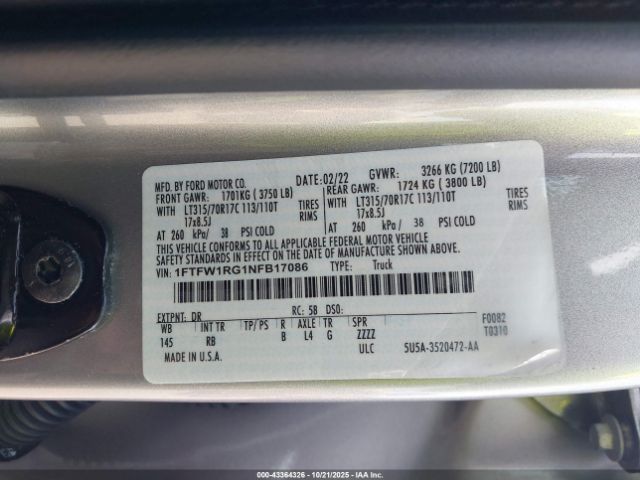 MFD. BY FORD MOTOR CO. DATE: 02/22 GVWR: 3266 KG (7200 LB)
FRONT GAWR: 1701KG ( 3750 LB) REAR GAWR: 1724 KG ( 3800 LB)
WITH LT315/70R17C 113/110T TIRES WITH LT315/70R17C 113/110T TIRES
17x8.5J RIMS 17x8.5J RIMS
AT 260 kPa/ 38 PSI COLD AT 260 kPa/ 38 PSI COLD
THIS VEHICLE CONFORMS TO ALL APPLICABLE FEDERAL MOTOR VEHICLE
SAFETY STANDARDS IN EFFECT ON THE DATE OF MANUFACTURE SHOWN ABOVE.
VIN: 1FTFW1RG1NFB17086 TYPE: Truck
EXTPNT: DR RC: 58 DSO: F0082
WB INT TR TP/PS R AXLE TR SPR T0310
145 RB B L4 G ZZZZ
MADE IN U.S.A. ULC 5U5A-3520472-AA
000-43364326 | 10/21/2025 | IAAHOLDINGS, LLC